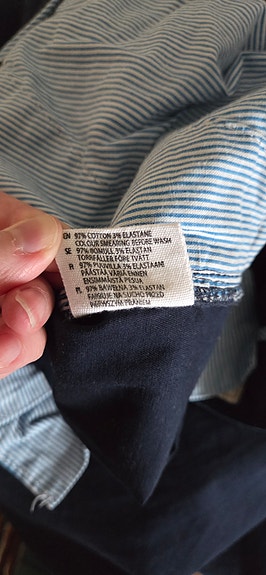 EN 97% COTTON 3% ELASTANE
COLOUR SMEARING BEFORE WASH
SE 97% BOMULL 3% ELASTAN
TORRFÄLLER FÖRE TVÄTT
FI 97% PUUVILLA 3% ELASTAANI
PÄÄSTÄÄ VÄRIÄ ENNEN
ENSIMMÄISTÄ PESUA
PL 97% BAWEŁNA 3% ELASTAN
FARBUJE NA SUCHO PRZED
PIERWSZYM PRANIEM